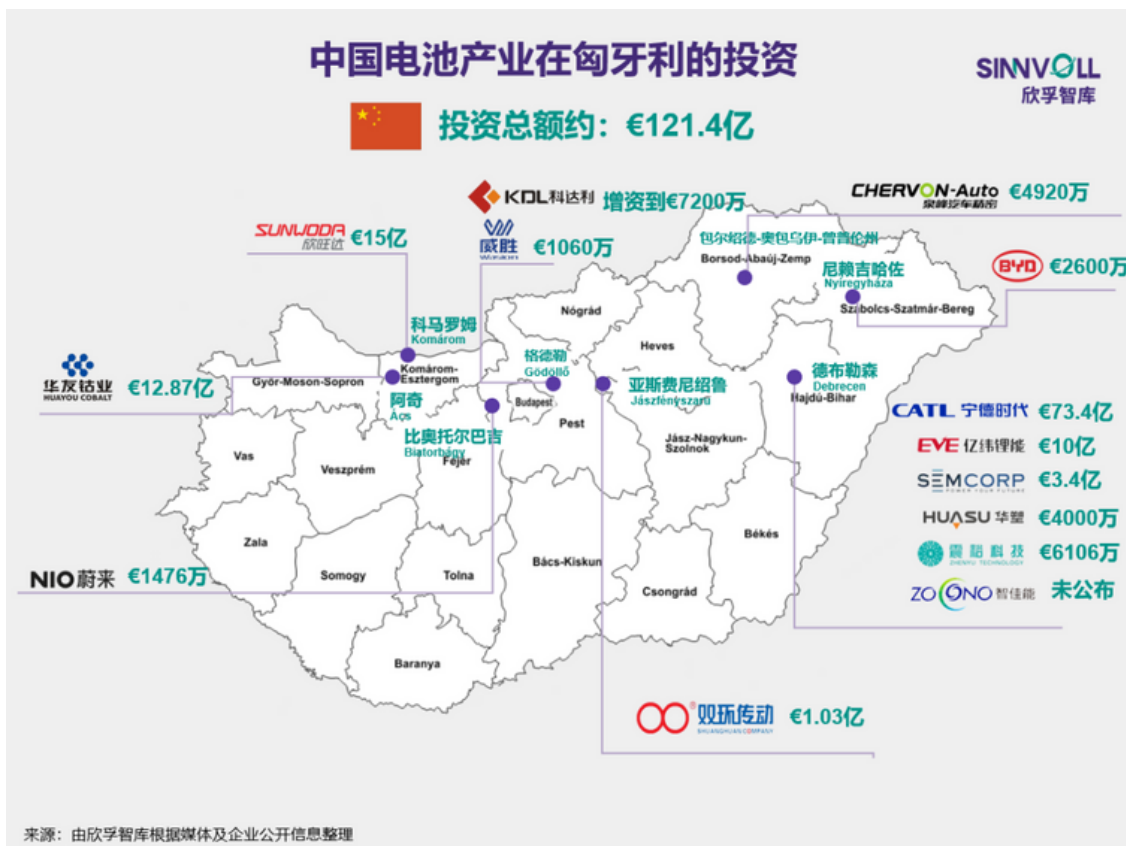 中国电池产业在匈牙利的投资
SINNVOLL
欣孚智库
投资总额约：€121.4亿
KDL科达利 增资到€7200万
CHERVON-Auto
泉峰汽车精密
€4920万
SUNWODA
欣旺达
€15亿
威胜
Wasion
€1060万
包尔绍德-奥包乌伊-曾普伦州
Borsod-Abaúj-Zemp
尼赖吉哈佐
Nyíregyháza
BYD €2600万
Szabolcs-Szatmár-Bereg
Nógrád
科马罗姆
Komárom
Heves
华友钴业
HUAYOU COBALT
€12.87亿
Győr-Moson-Sopron
Komárom-
Esztergom
格德勒
Gödöllő
亚斯费尼绍鲁
Jászfényszaru
德布勒森
Debrecen
Hajdú-Bihar
阿奇
Ács
Budapest
CATL 宁德时代 €73.4亿
Pest
比奥托尔巴吉
Biatorbágy
Fejér
Jász-Nagykun-
Szolnok
EVE 亿纬锂能 €10亿
Vas
Veszprém
SEMCORP
POWER YOUR FUTURE
€3.4亿
HUASU 华塑 €4000万
Békés
Zala
Bács-Kiskun
震裕科技
ZHENYU TECHNOLOGY
€6106万
NIO 蔚来 €1476万
Somogy
Tolna
Csongrád
ZOCONO 智佳能 未公布
Baranya
双环传动
SHUANGHUAN COMPANY
€1.03亿
来源：由欣孚智库根据媒体及企业公开信息整理